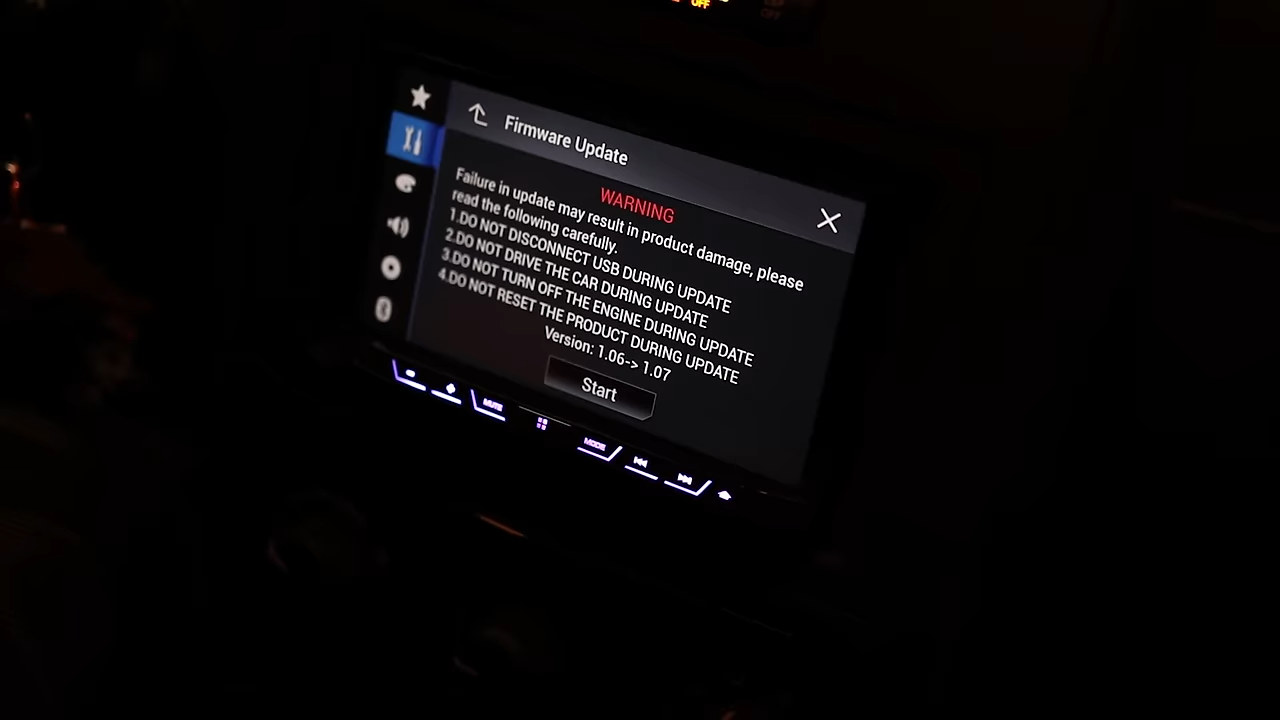 OFF
Firmware Update
WARNING
Failure in update may result in product damage, please
read the following carefully.
1.DO NOT DISCONNECT USB DURING UPDATE
2.DO NOT DRIVE THE CAR DURING UPDATE
3.DO NOT TURN OFF THE ENGINE DURING UPDATE
4.DO NOT RESET THE PRODUCT DURING UPDATE
Version: 1.06-> 1.07
Start
MUTE
MODE